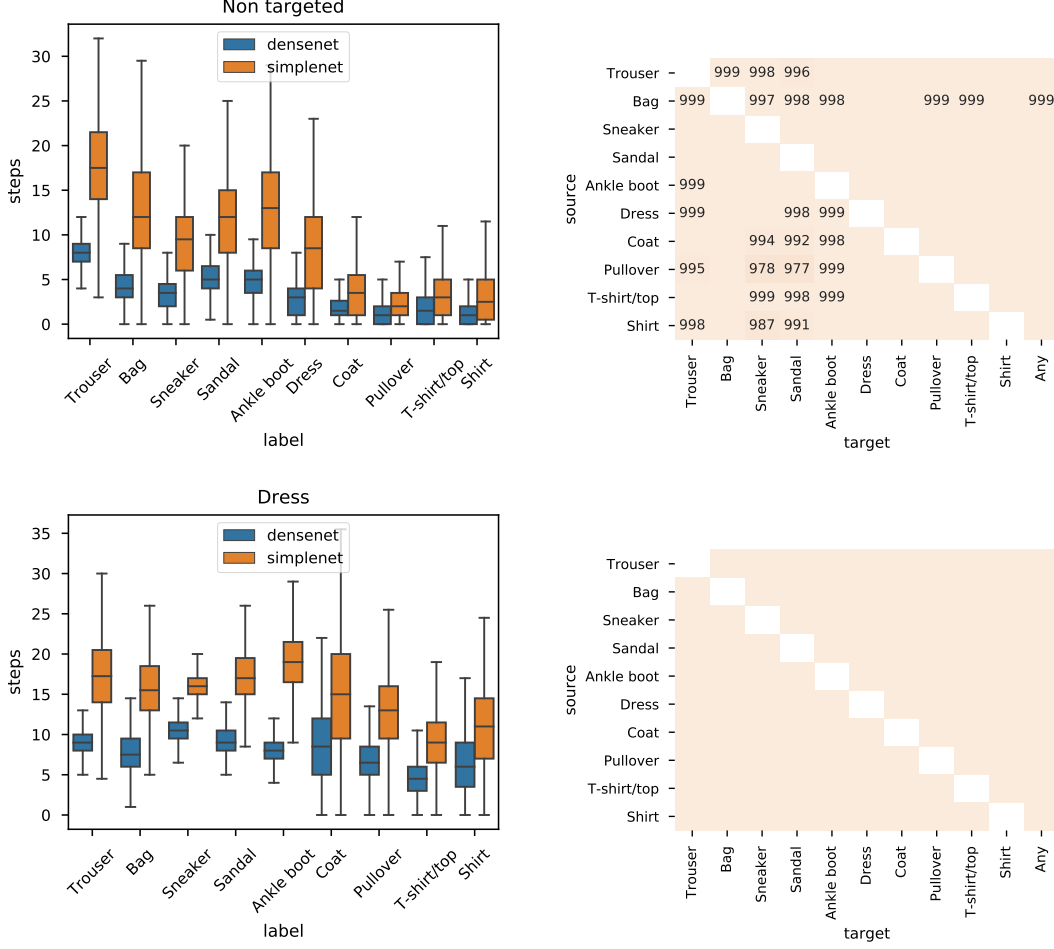 Non targeted
densenet
simplenet
30
25
20
15
10
5
0
steps
Trouser
Bag
Sneaker
Sandal
Ankle boot
Dress
Coat
Pullover
T-shirt/top
Shirt
label
source
Trouser 999 998 996
Bag 999 997 998 998 999 999 999
Sneaker
Sandal
Ankle boot 999
Dress 999 998 999
Coat 994 992 998
Pullover 995 978 977 999
T-shirt/top 999 998 999
Shirt 998 987 991
Trouser
Bag
Sneaker
Sandal
Ankle boot
Dress
Coat
Pullover
T-shirt/top
Shirt
Any
target
Dress
densenet
simplenet
35
30
25
20
15
10
5
0
steps
Trouser
Bag
Sneaker
Sandal
Ankle boot
Coat
Pullover
T-shirt/top
Shirt
label
source
Trouser
Bag
Sneaker
Sandal
Ankle boot
Dress
Coat
Pullover
T-shirt/top
Shirt
Trouser
Bag
Sneaker
Sandal
Ankle boot
Dress
Coat
Pullover
T-shirt/top
Shirt
Any
target